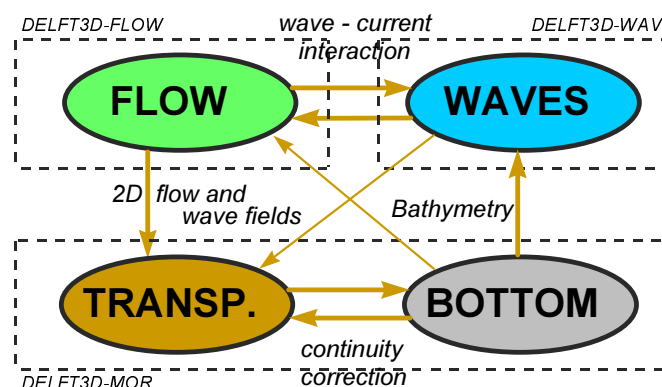 DELFT3D-FLOW
wave - current
interaction
DELFT3D-WAV
FLOW
WAVES
2D flow and
wave fields
Bathymetry
TRANSP.
BOTTOM
continuity
correction
DELFT3D-MOR